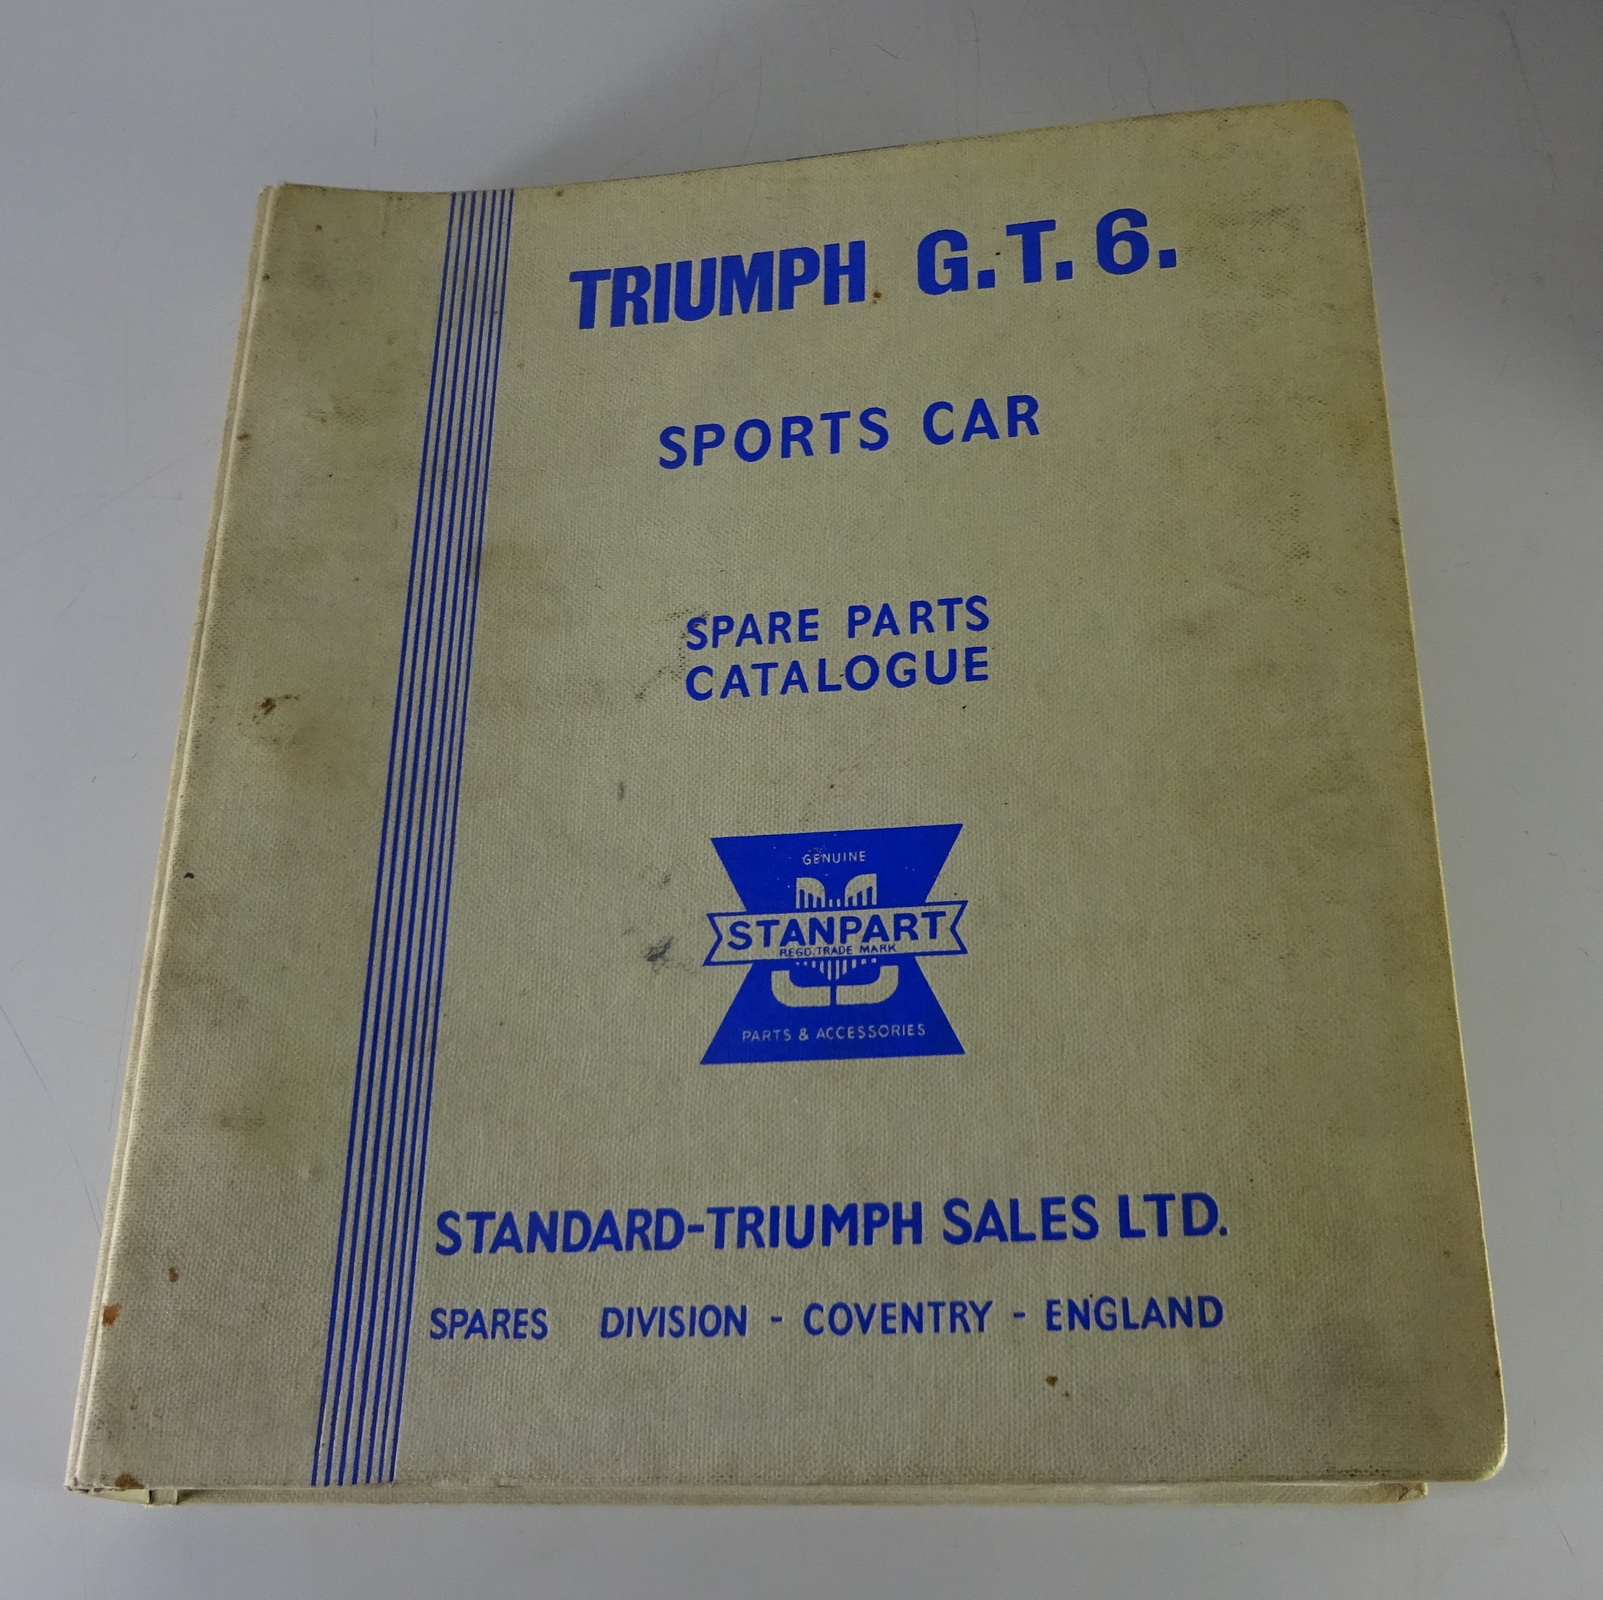 TRIUMPH G.T.6.
SPORTS CAR
SPARE PARTS
CATALOGUE
GENUINE
STANPART
REGD. TRADE MARK
PARTS & ACCESSORIES
STANDARD-TRIUMPH SALES LTD.
SPARES DIVISION - COVENTRY - ENGLAND